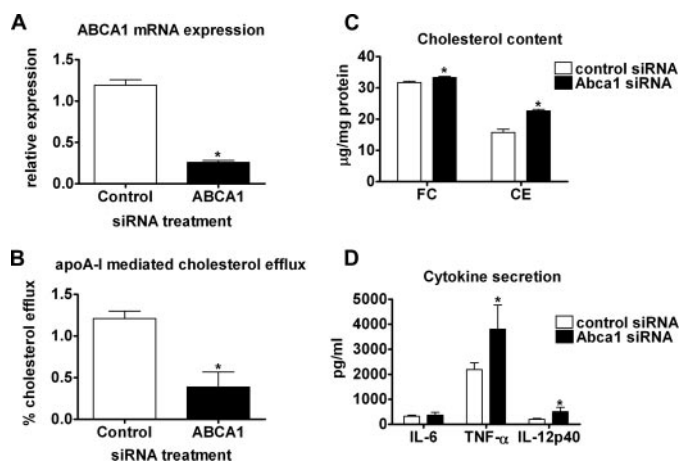 A
ABCA1 mRNA expression
relative expression
1.5
1.0
0.5
0.0
Control ABCA1
siRNA treatment
B
apoA-I mediated cholesterol efflux
% cholesterol efflux
1.5
1.0
0.5
0.0
*
*
Control ABCA1
siRNA treatment
C
Cholesterol content
control siRNA
Abca1 siRNA
µg/mg protein
40
30
20
10
0
*
*
FC CE
D
Cytokine secretion
control siRNA
Abca1 siRNA
pg/ml
5000
4000
3000
2000
1000
0
*
*
IL-6 TNF-α IL-12p40